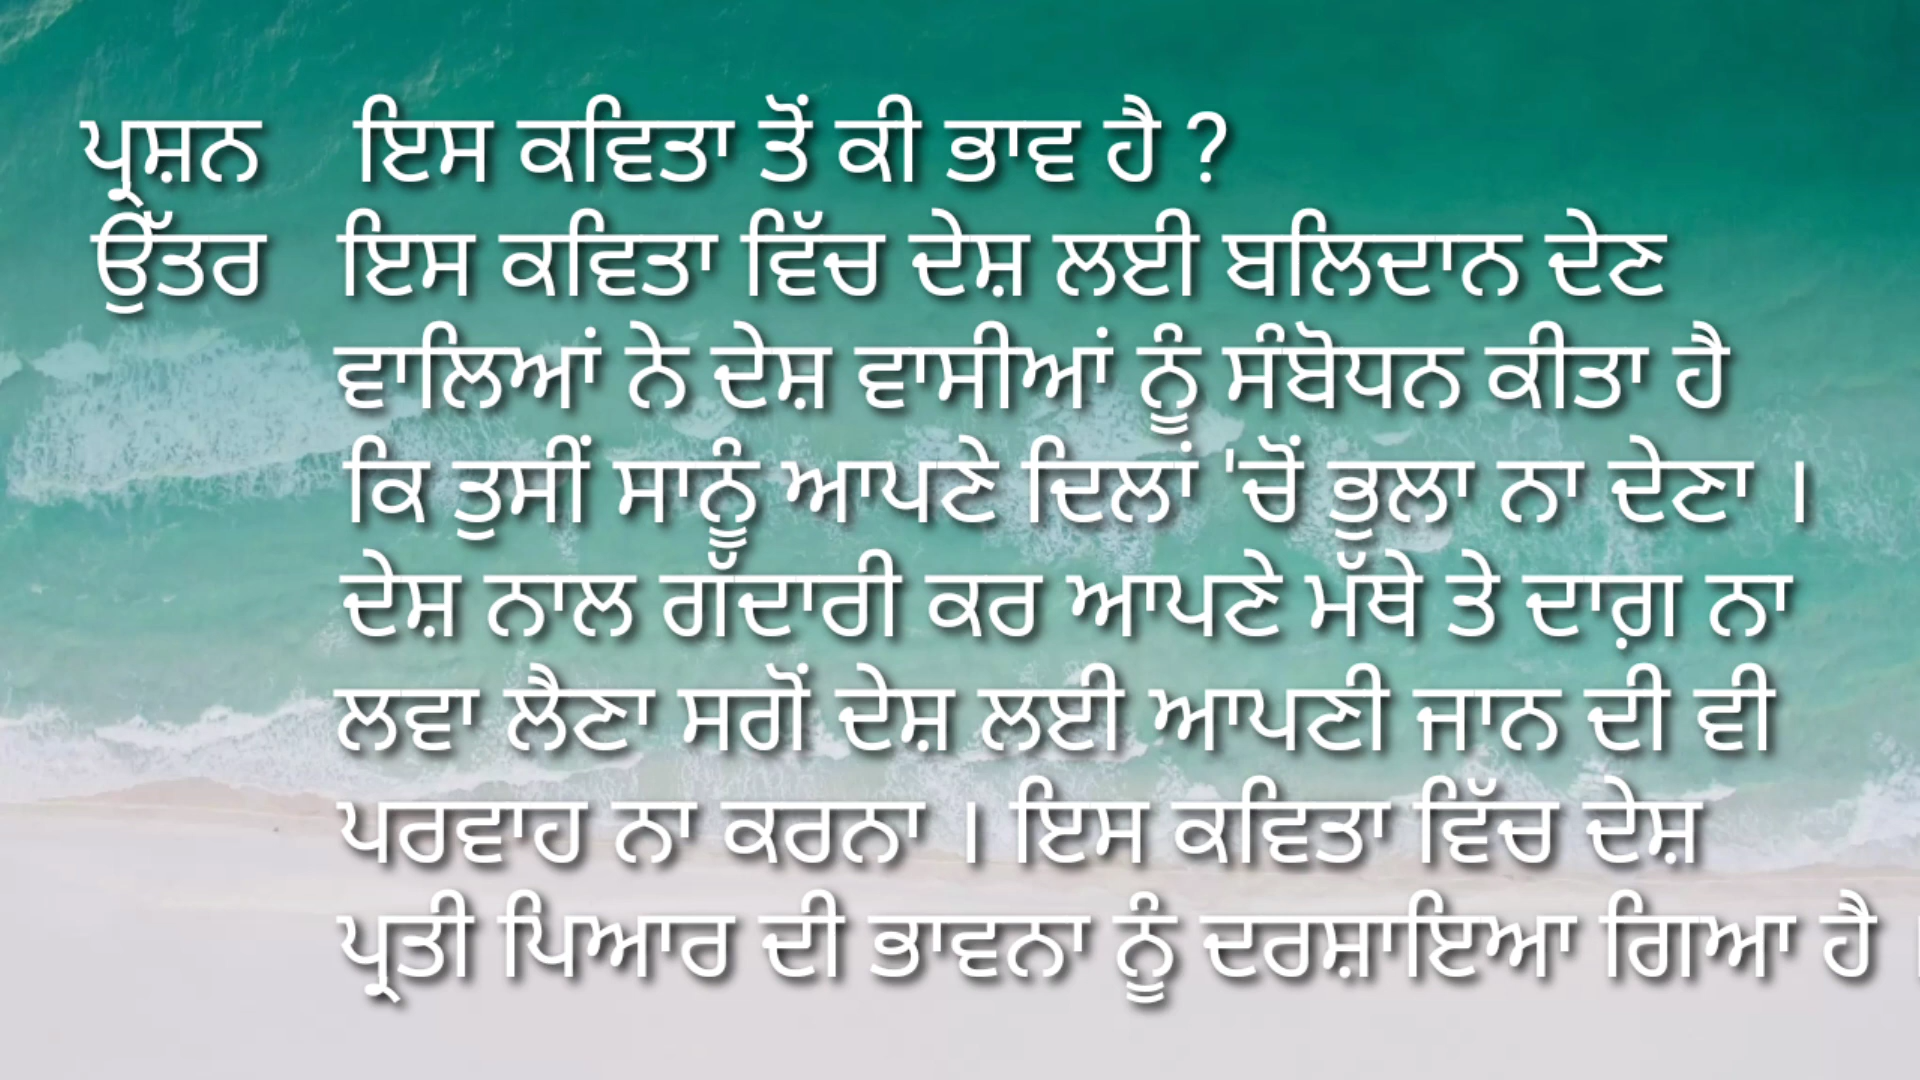 ਪ੍ਰਸ਼ਨ ਇਸ ਕਵਿਤਾ ਤੋਂ ਕੀ ਭਾਵ ਹੈ ?
ਉੱਤਰ ਇਸ ਕਵਿਤਾ ਵਿੱਚ ਦੇਸ਼ ਲਈ ਬਲਿਦਾਨ ਦੇਣ
ਵਾਲਿਆਂ ਨੇ ਦੇਸ਼ ਵਾਸੀਆਂ ਨੂੰ ਸੰਬੋਧਨ ਕੀਤਾ ਹੈ
ਕਿ ਤੁਸੀਂ ਸਾਨੂੰ ਆਪਣੇ ਦਿਲਾਂ 'ਚੋਂ ਭੁਲਾ ਨਾ ਦੇਣਾ ।
ਦੇਸ਼ ਨਾਲ ਗੱਦਾਰੀ ਕਰ ਆਪਣੇ ਮੱਥੇ ਤੇ ਦਾਗ਼ ਨਾ
ਲਵਾ ਲੈਣਾ ਸਗੋਂ ਦੇਸ਼ ਲਈ ਆਪਣੀ ਜਾਨ ਦੀ ਵੀ
ਪਰਵਾਹ ਨਾ ਕਰਨਾ । ਇਸ ਕਵਿਤਾ ਵਿੱਚ ਦੇਸ਼
ਪ੍ਰਤੀ ਪਿਆਰ ਦੀ ਭਾਵਨਾ ਨੂੰ ਦਰਸ਼ਾਇਆ ਗਿਆ ਹੈ ।